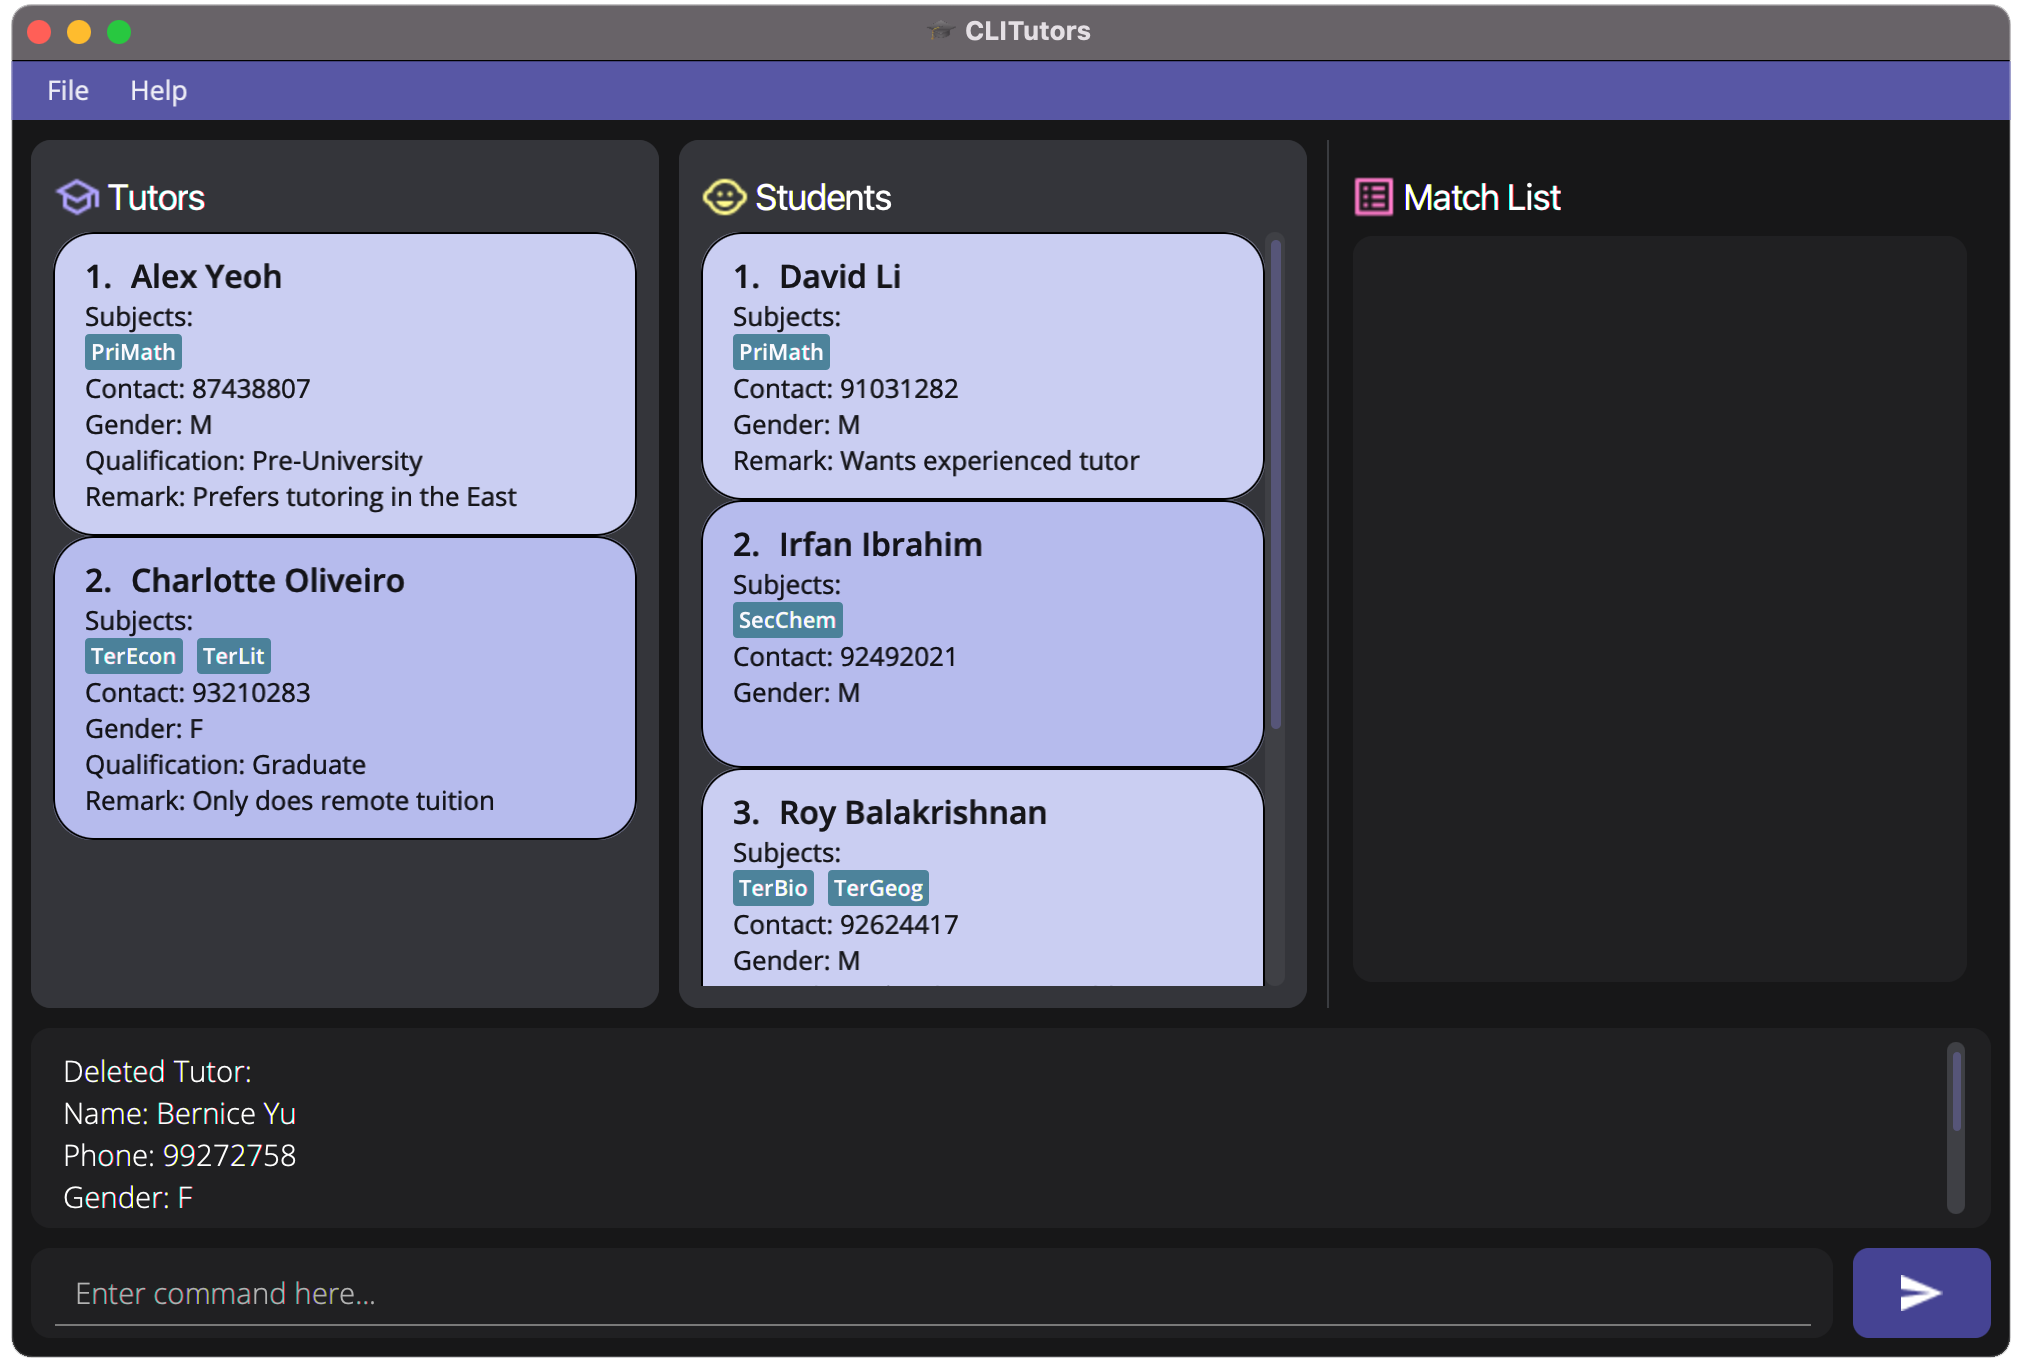 CLITutors
File Help
Tutors
1. Alex Yeoh
Subjects:
PriMath
Contact: 87438807
Gender: M
Qualification: Pre-University
Remark: Prefers tutoring in the East
2. Charlotte Oliveiro
Subjects:
TerEcon TerLit
Contact: 93210283
Gender: F
Qualification: Graduate
Remark: Only does remote tuition
Students
1. David Li
Subjects:
PriMath
Contact: 91031282
Gender: M
Remark: Wants experienced tutor
2. Irfan Ibrahim
Subjects:
SecChem
Contact: 92492021
Gender: M
3. Roy Balakrishnan
Subjects:
TerBio TerGeog
Contact: 92624417
Gender: M
Match List
Deleted Tutor:
Name: Bernice Yu
Phone: 99272758
Gender: F
Enter command here...